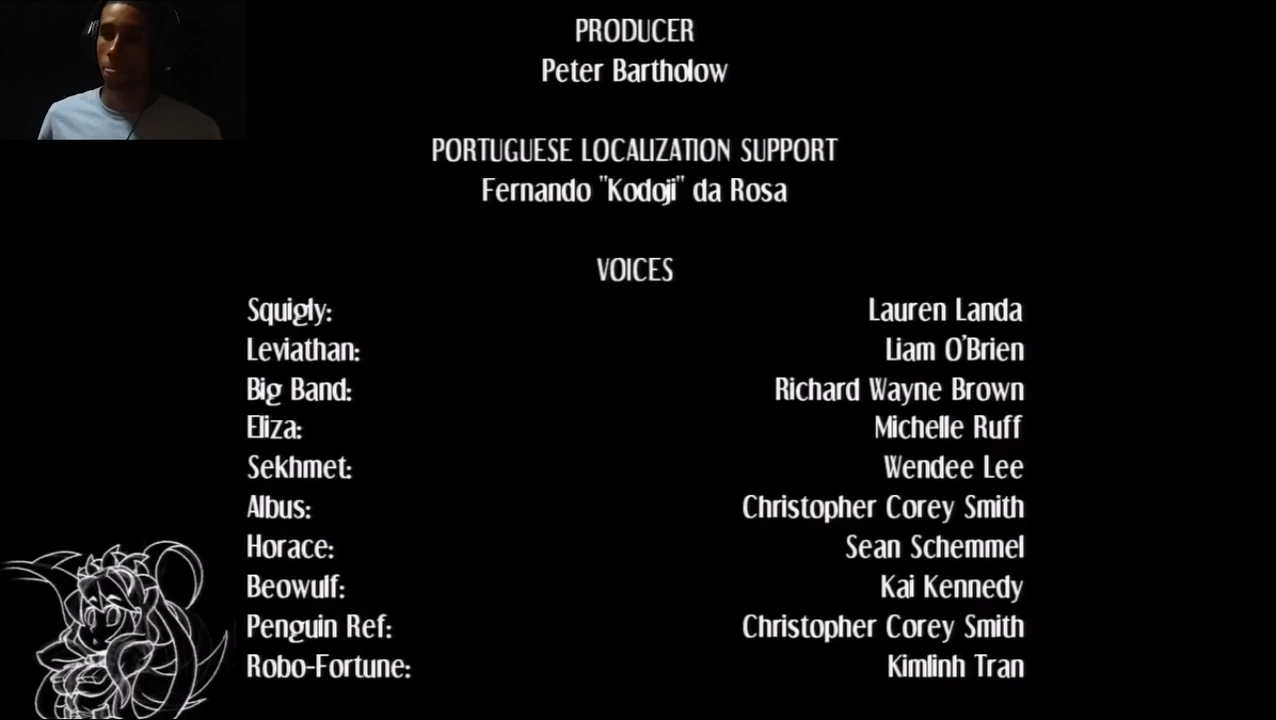 PRODUCER
Peter Bartholow
PORTUGUESE LOCALIZATION SUPPORT
Fernando "Kodoji" da Rosa
VOICES
Squigly: Lauren Landa
Leviathan: Liam O'Brien
Big Band: Richard Wayne Brown
Eliza: Michelle Ruff
Sekhmet: Wendee Lee
Albus: Christopher Corey Smith
Horace: Sean Schemmel
Beowulf: Kai Kennedy
Penguin Ref: Christopher Corey Smith
Robo-Fortune: Kimlinh Tran